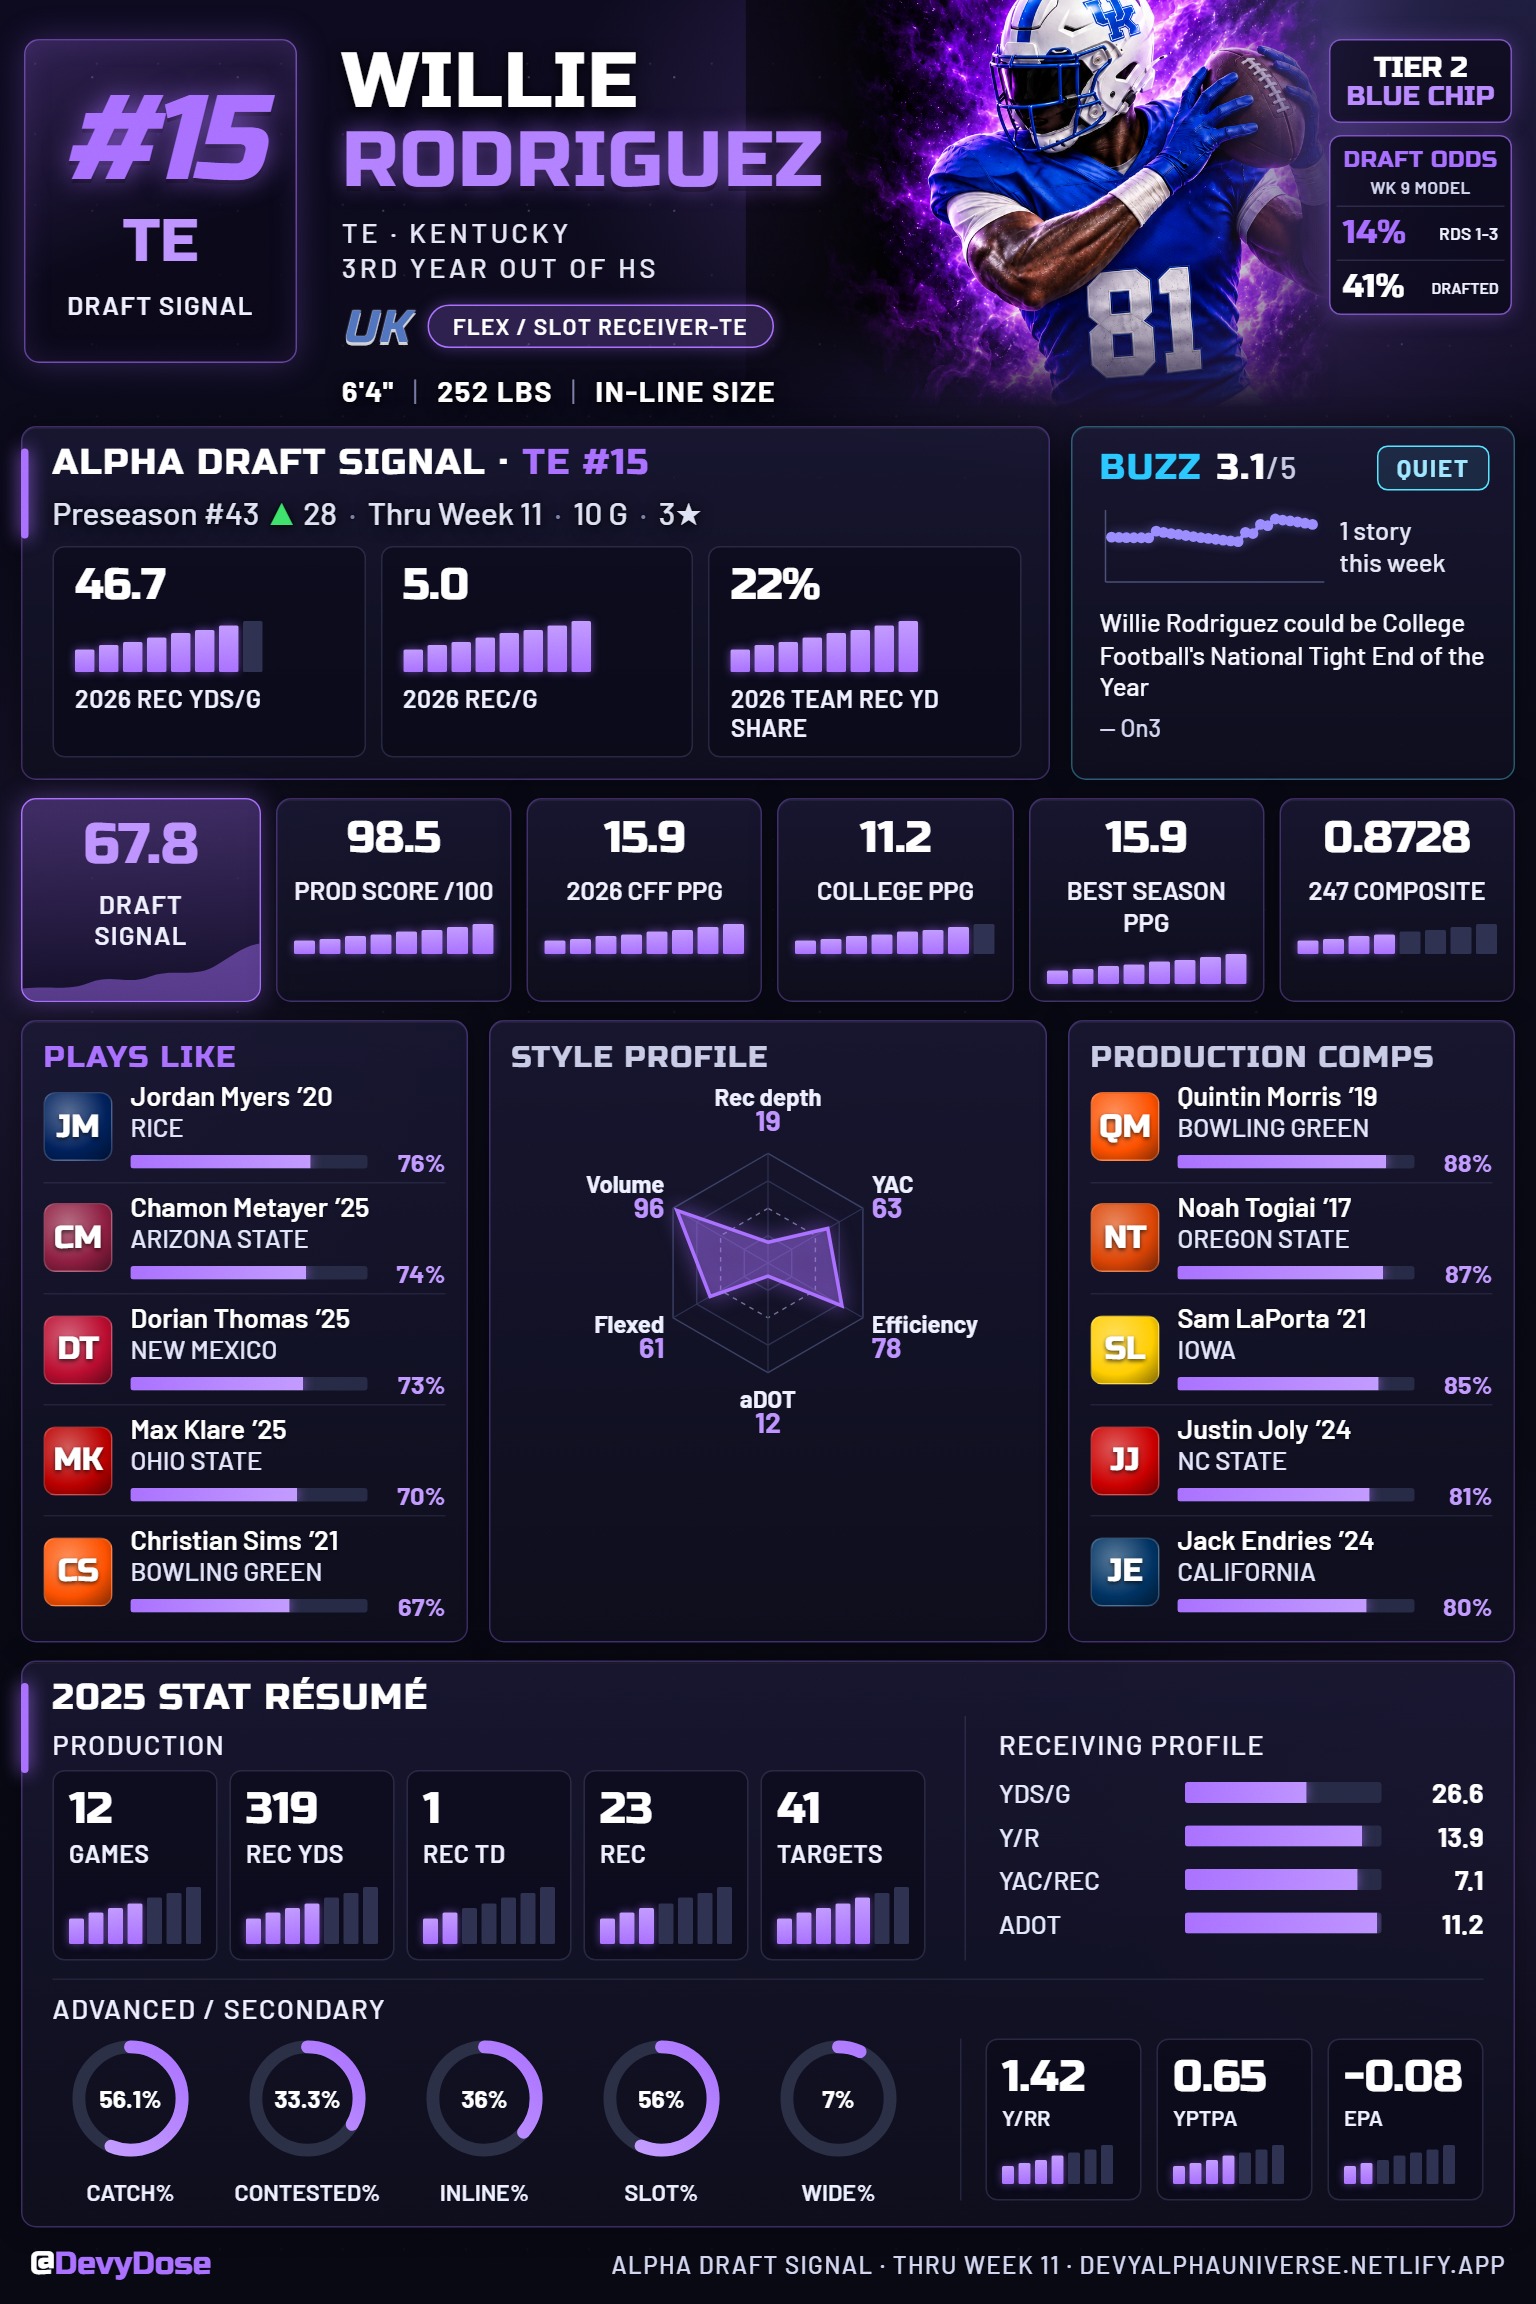 #15
TE
DRAFT SIGNAL
WILLIE
RODRIGUEZ
TE · KENTUCKY
3RD YEAR OUT OF HS
UK
FLEX / SLOT RECEIVER-TE
6'4" | 252 LBS | IN-LINE SIZE
UK
81
TIER 2
BLUE CHIP
DRAFT ODDS
WK 9 MODEL
14% RDS 1-3
41% DRAFTED
ALPHA DRAFT SIGNAL · TE #15
Preseason #43 ▲ 28 · Thru Week 11 · 10 G · 3★
46.7
2026 REC YDS/G
5.0
2026 REC/G
22%
2026 TEAM REC YD
SHARE
BUZZ 3.1/5
QUIET
1 story
this week
Willie Rodriguez could be College
Football's National Tight End of the
Year
— On3
67.8
DRAFT
SIGNAL
98.5
PROD SCORE /100
15.9
2026 CFF PPG
11.2
COLLEGE PPG
15.9
BEST SEASON
PPG
0.8728
247 COMPOSITE
PLAYS LIKE
JM
Jordan Myers ’20
RICE
76%
CM
Chamon Metayer ’25
ARIZONA STATE
74%
DT
Dorian Thomas ’25
NEW MEXICO
73%
MK
Max Klare ’25
OHIO STATE
70%
CS
Christian Sims ’21
BOWLING GREEN
67%
STYLE PROFILE
Rec depth
19
Volume
96
YAC
63
Flexed
61
Efficiency
78
aDOT
12
PRODUCTION COMPS
QM
Quintin Morris ’19
BOWLING GREEN
88%
NT
Noah Togiai ’17
OREGON STATE
87%
SL
Sam LaPorta ’21
IOWA
85%
JJ
Justin Joly ’24
NC STATE
81%
JE
Jack Endries ’24
CALIFORNIA
80%
2025 STAT RÉSUMÉ
PRODUCTION
12
GAMES
319
REC YDS
1
REC TD
23
REC
41
TARGETS
RECEIVING PROFILE
YDS/G 26.6
Y/R 13.9
YAC/REC 7.1
ADOT 11.2
ADVANCED / SECONDARY
56.1%
CATCH%
33.3%
CONTESTED%
36%
INLINE%
56%
SLOT%
7%
WIDE%
1.42
Y/RR
0.65
YPTPA
-0.08
EPA
@DevyDose
ALPHA DRAFT SIGNAL · THRU WEEK 11 · DEVYALPHAUNIVERSE.NETLIFY.APP